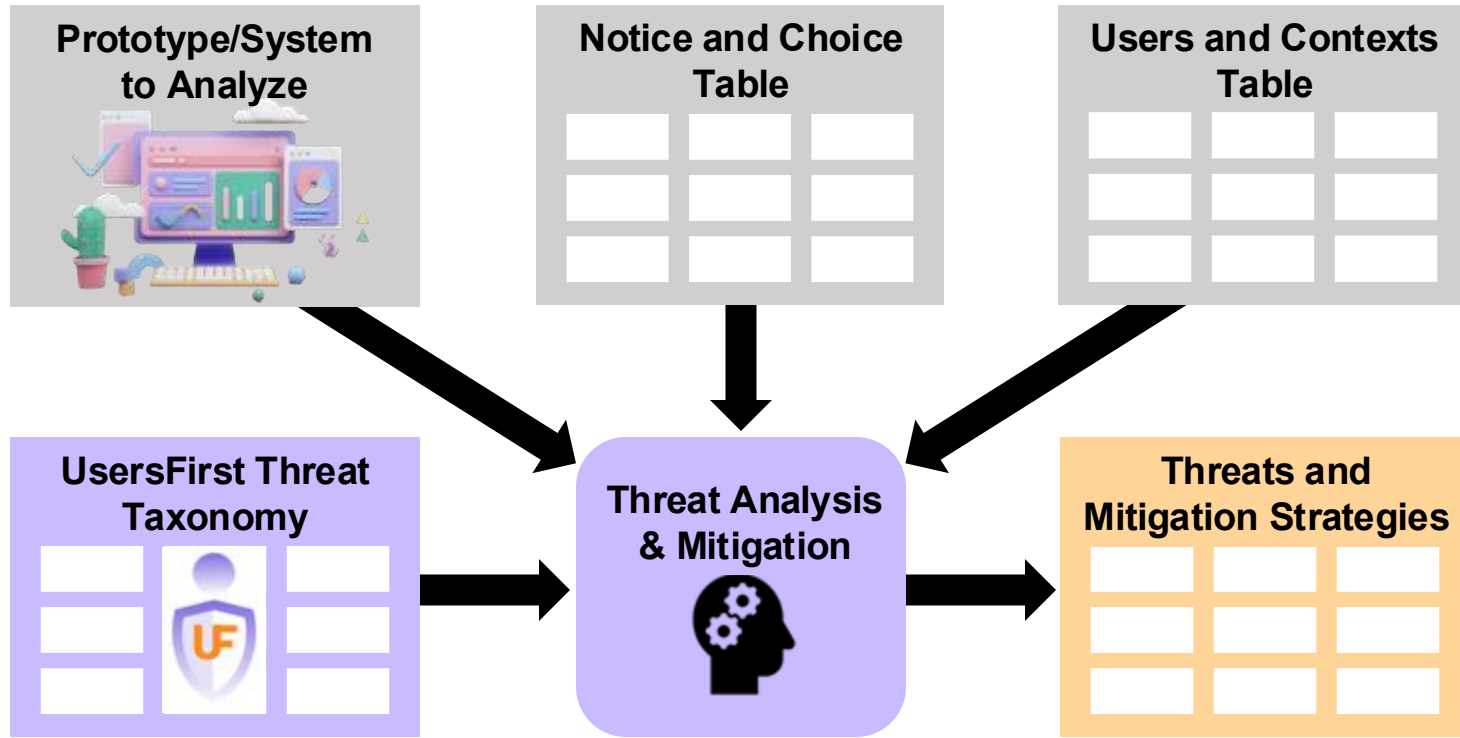 Prototype/System
to Analyze
Notice and Choice
Table
Users and Contexts
Table
UsersFirst Threat
Taxonomy
UF
Threat Analysis
& Mitigation
Threats and
Mitigation Strategies